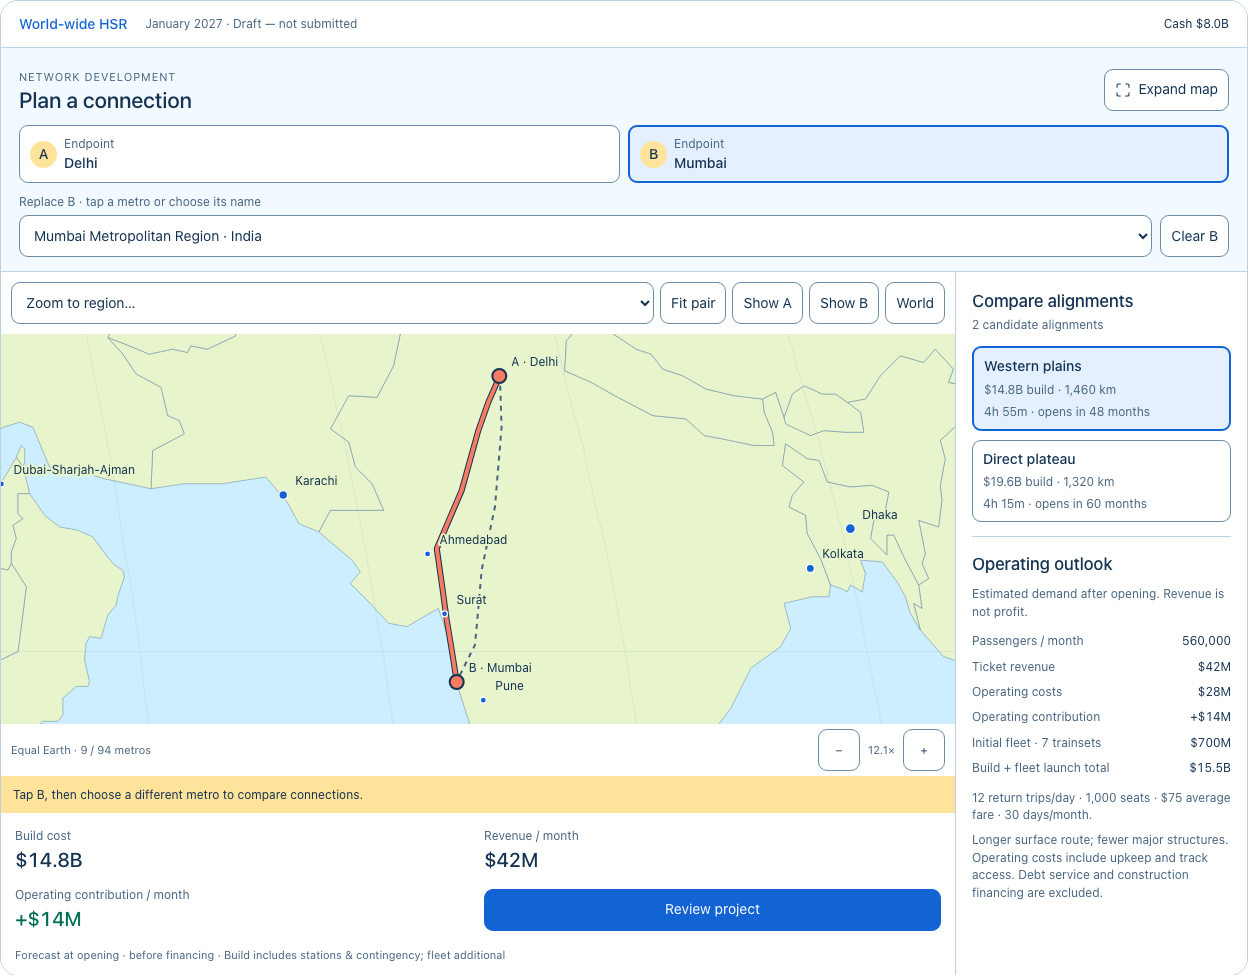 World-wide HSR
January 2027 · Draft — not submitted
Cash $8.0B
NETWORK DEVELOPMENT
Plan a connection
Expand map
A
Endpoint
Delhi
B
Endpoint
Mumbai
Replace B · tap a metro or choose its name
Mumbai Metropolitan Region · India
Clear B
Zoom to region...
Fit pair
Show A
Show B
World
A · Delhi
Dubai-Sharjah-Ajman
Karachi
Dhaka
Ahmedabad
Kolkata
Surat
B · Mumbai
Pune
Equal Earth · 9 / 94 metros
−
12.1×
+
Tap B, then choose a different metro to compare connections.
Build cost
$14.8B
Revenue / month
$42M
Operating contribution / month
+$14M
Review project
Forecast at opening · before financing · Build includes stations & contingency; fleet additional
Compare alignments
2 candidate alignments
Western plains
$14.8B build · 1,460 km
4h 55m · opens in 48 months
Direct plateau
$19.6B build · 1,320 km
4h 15m · opens in 60 months
Operating outlook
Estimated demand after opening. Revenue is
not profit.
Passengers / month 560,000
Ticket revenue $42M
Operating costs $28M
Operating contribution +$14M
Initial fleet · 7 trainsets $700M
Build + fleet launch total $15.5B
12 return trips/day · 1,000 seats · $75 average
fare · 30 days/month.
Longer surface route; fewer major structures.
Operating costs include upkeep and track
access. Debt service and construction
financing are excluded.